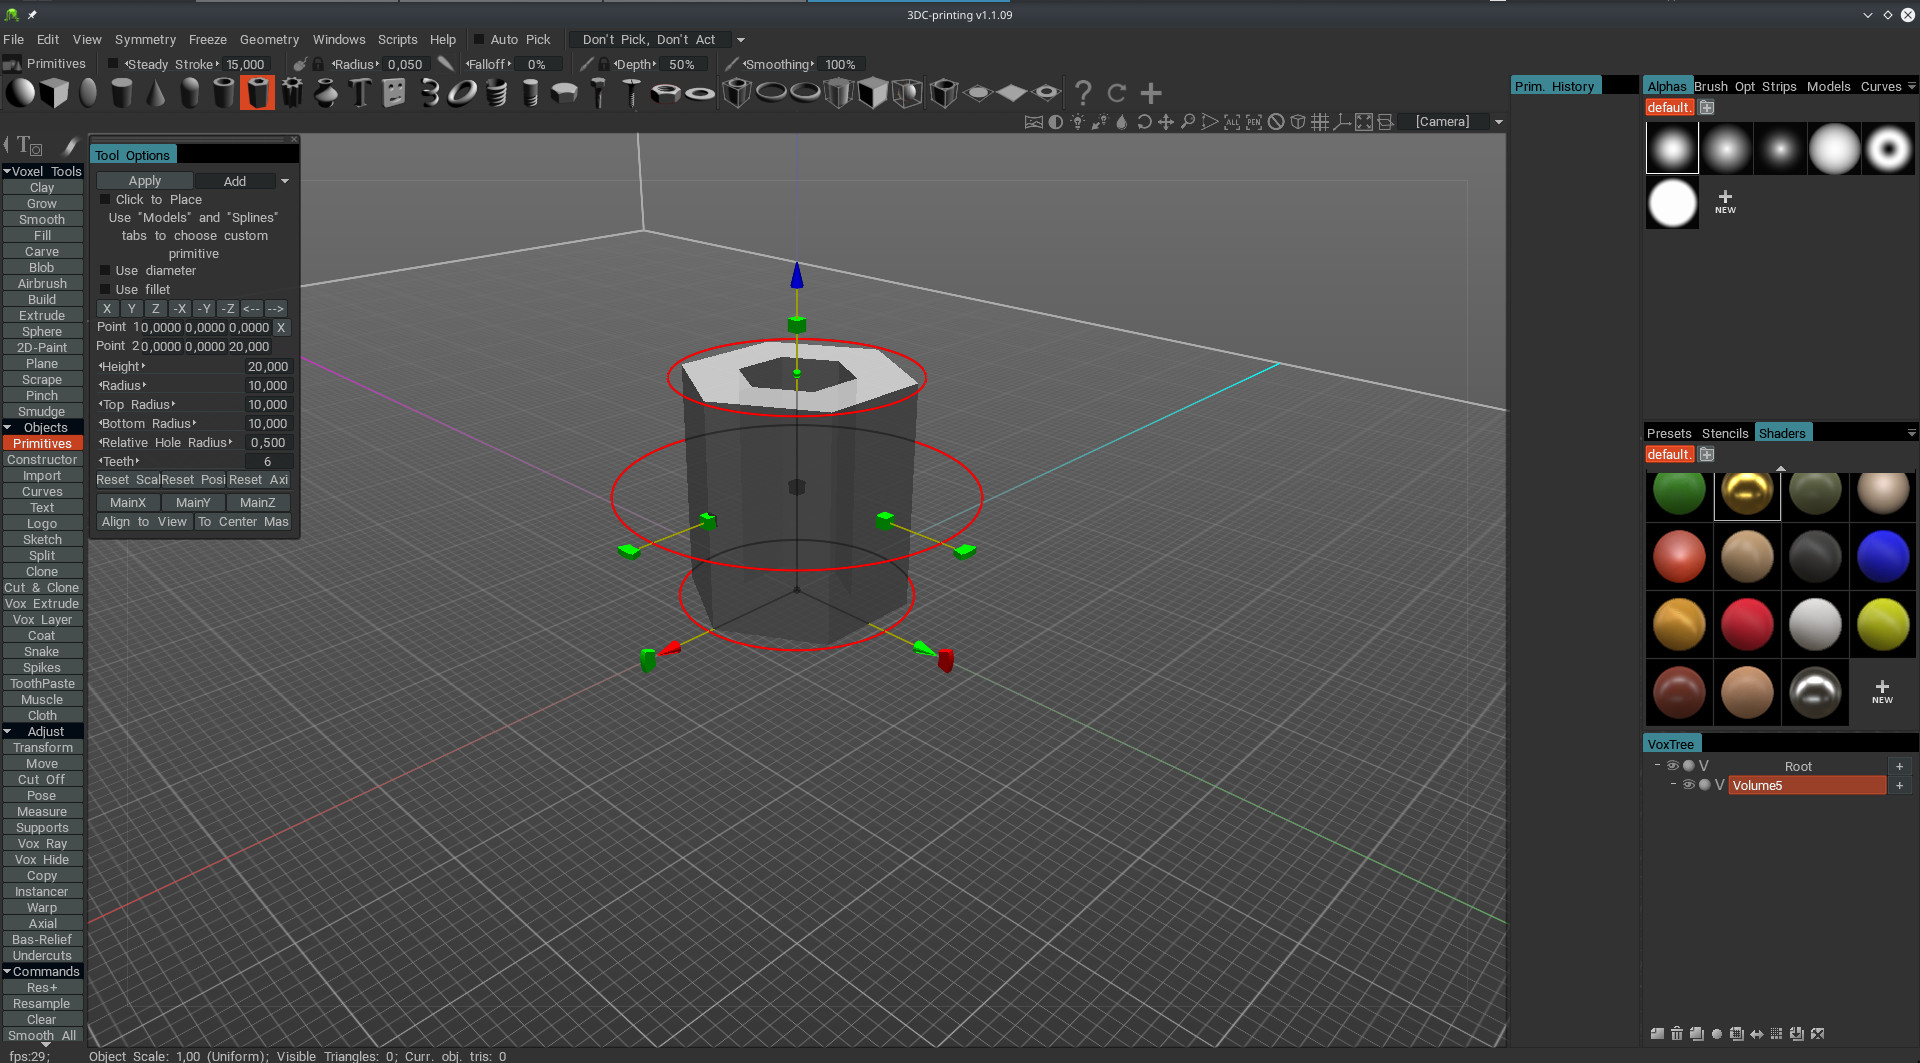 3DC-printing v1.1.09
File Edit View Symmetry Freeze Geometry Windows Scripts Help Auto Pick Don't Pick, Don't Act
Primitives Steady Stroke 15,000 Radius 0,050 Falloff 0% Depth 50% Smoothing 100%
Prim. History
Alphas Brush Opt Strips Models Curves
default.
NEW
ALL PEN [Camera]
Voxel Tools
Clay
Grow
Smooth
Fill
Carve
Blob
Airbrush
Build
Extrude
Sphere
2D-Paint
Plane
Scrape
Pinch
Smudge
Objects
Primitives
Constructor
Import
Curves
Text
Logo
Sketch
Split
Clone
Cut & Clone
Vox Extrude
Vox Layer
Coat
Snake
Spikes
ToothPaste
Muscle
Cloth
Adjust
Transform
Move
Cut Off
Pose
Measure
Supports
Vox Ray
Vox Hide
Copy
Instancer
Warp
Axial
Bas-Relief
Undercuts
Commands
Res+
Resample
Clear
Smooth All
Tool Options
Apply Add
Click to Place
Use "Models" and "Splines"
tabs to choose custom
primitive
Use diameter
Use fillet
X Y Z -X -Y -Z <-- -->
Point 1 0,0000 0,0000 0,0000 X
Point 2 0,0000 0,0000 20,000
Height 20,000
Radius 10,000
Top Radius 10,000
Bottom Radius 10,000
Relative Hole Radius 0,500
Teeth 6
Reset Scal Reset Posi Reset Axi
MainX MainY MainZ
Align to View To Center Mas
Presets Stencils Shaders
default.
NEW
VoxTree
V Root +
V Volume5 +
fps:29; Object Scale: 1,00 (Uniform); Visible Triangles: 0; Curr. obj. tris: 0